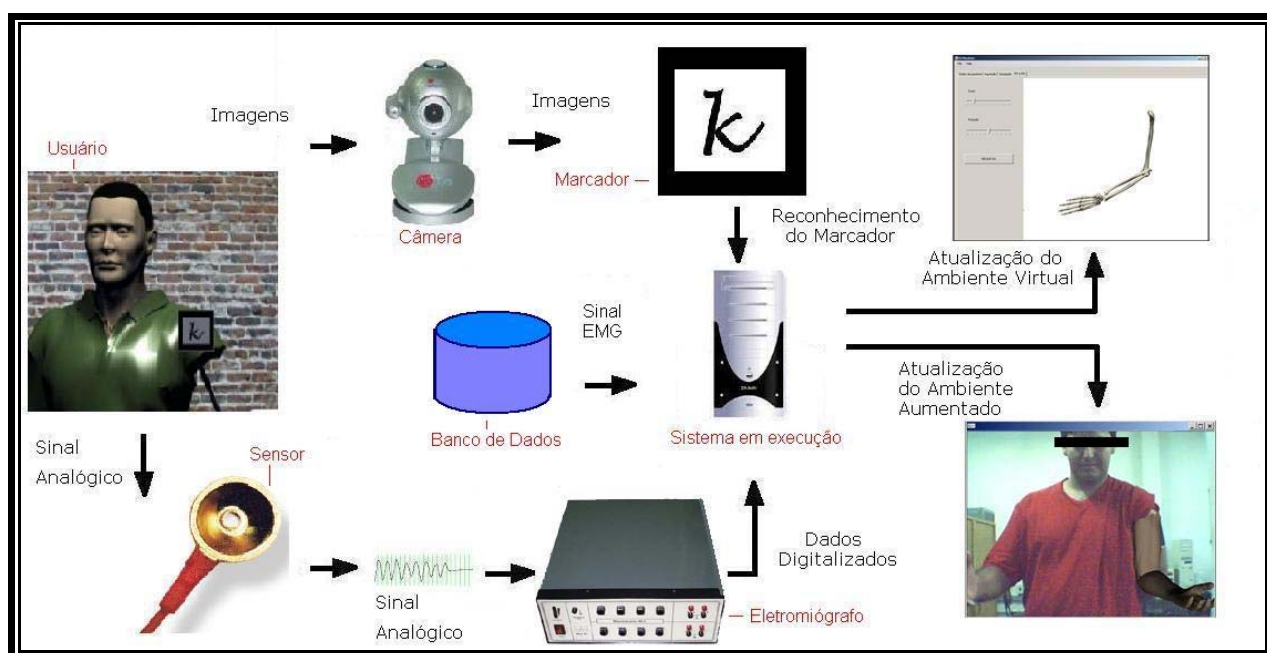 Imagens
Imagens
Usuário
Marcador
k
Câmera
Reconhecimento
do Marcador
k
Atualização do
Ambiente Virtual
Sinal
EMG
Atualização
do Ambiente
Aumentado
Banco de Dados
Sistema em execução
Sinal
Analógico
Sensor
Dados
Digitalizados
Sinal
Analógico
Eletromiógrafo